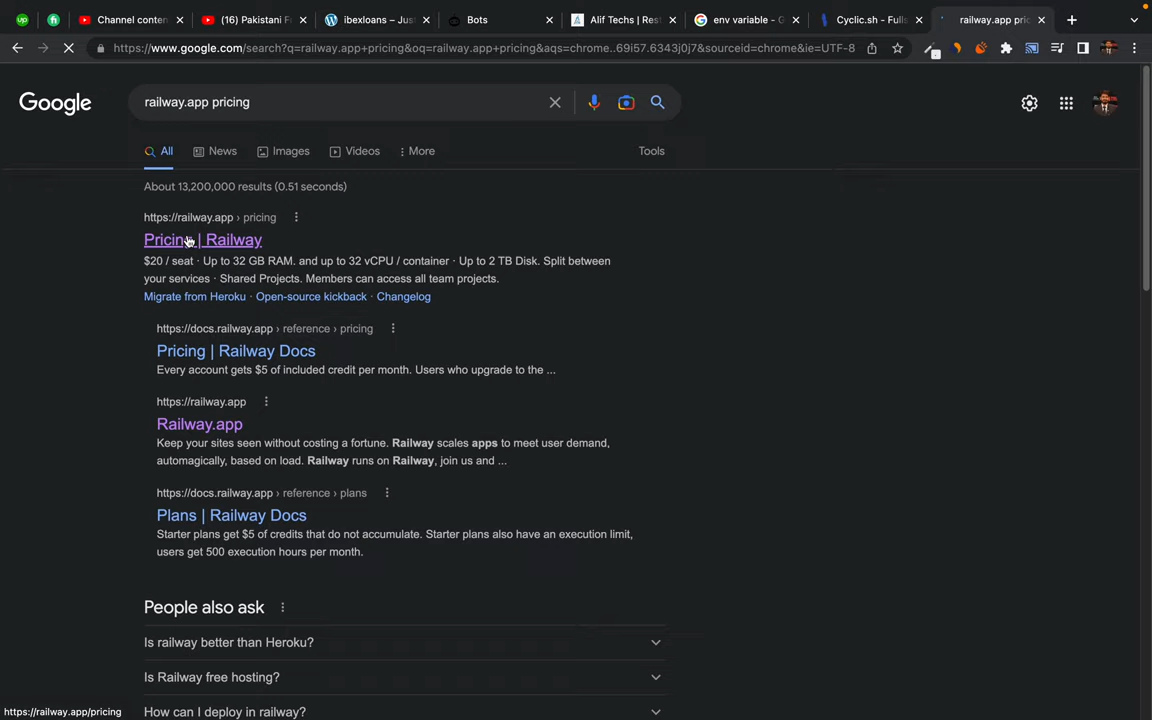 Channel conten
(16) Pakistani F
ibexloans – Jus
Bots
Alif Techs | Rest
env variable - G
Cyclic.sh - Fulls
railway.app pric
https://www.google.com/search?q=railway.app+pricing&oq=railway.app+pricing&aqs=chrome..69i57.6343j0j7&sourceid=chrome&ie=UTF-8
Google
railway.app pricing
All
News
Images
Videos
More
Tools
About 13,200,000 results (0.51 seconds)
https://railway.app › pricing
Pricing | Railway
$20 / seat · Up to 32 GB RAM. and up to 32 vCPU / container · Up to 2 TB Disk. Split between
your services · Shared Projects. Members can access all team projects.
Migrate from Heroku · Open-source kickback · Changelog
https://docs.railway.app › reference › pricing
Pricing | Railway Docs
Every account gets $5 of included credit per month. Users who upgrade to the ...
https://railway.app
Railway.app
Keep your sites seen without costing a fortune. Railway scales apps to meet user demand,
automagically, based on load. Railway runs on Railway, join us and ...
https://docs.railway.app › reference › plans
Plans | Railway Docs
Starter plans get $5 of credits that do not accumulate. Starter plans also have an execution limit,
users get 500 execution hours per month.
People also ask
Is railway better than Heroku?
Is Railway free hosting?
How can I deploy in railway?
https://railway.app/pricing